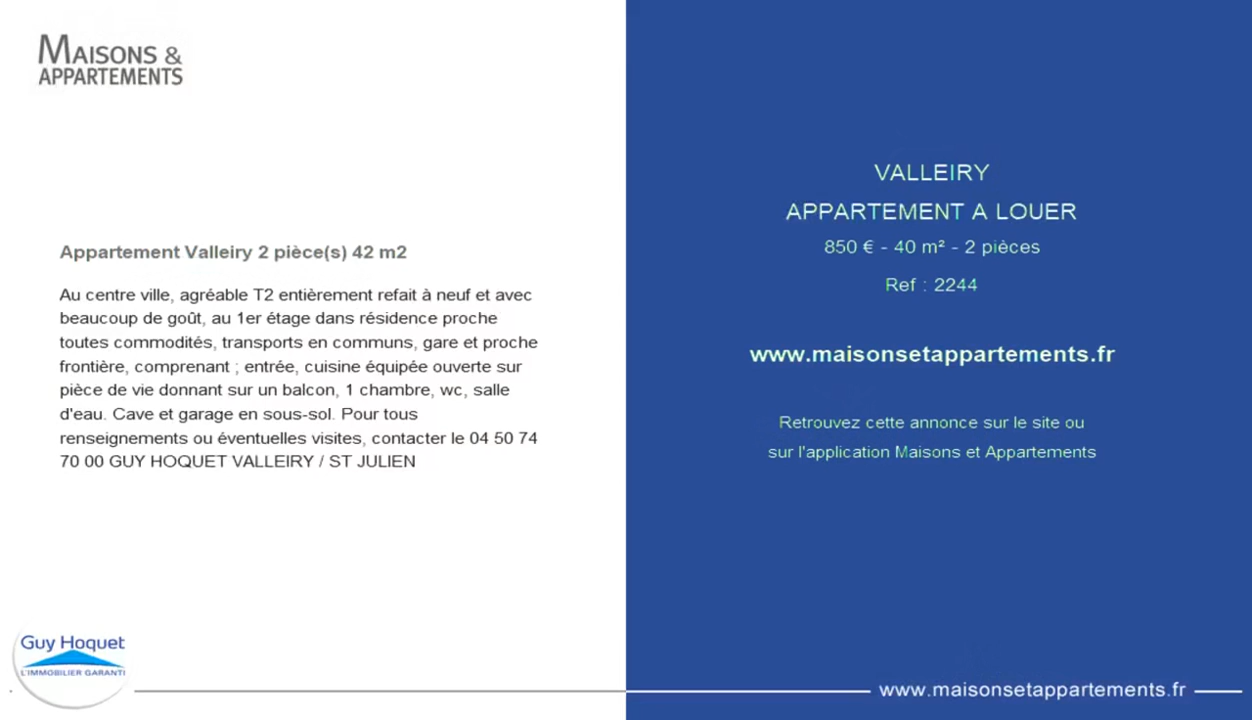 MAISONS &
APPARTEMENTS
Appartement Valleiry 2 pièce(s) 42 m2
Au centre ville, agréable T2 entièrement refait à neuf et avec
beaucoup de goût, au 1er étage dans résidence proche
toutes commodités, transports en communs, gare et proche
frontière, comprenant ; entrée, cuisine équipée ouverte sur
pièce de vie donnant sur un balcon, 1 chambre, wc, salle
d'eau. Cave et garage en sous-sol. Pour tous
renseignements ou éventuelles visites, contacter le 04 50 74
70 00 GUY HOQUET VALLEIRY / ST JULIEN
Guy Hoquet
L'IMMOBILIER GARANTI
VALLEIRY
APPARTEMENT A LOUER
850 € - 40 m² - 2 pièces
Ref : 2244
www.maisonsetappartements.fr
Retrouvez cette annonce sur le site ou
sur l'application Maisons et Appartements
www.maisonsetappartements.fr